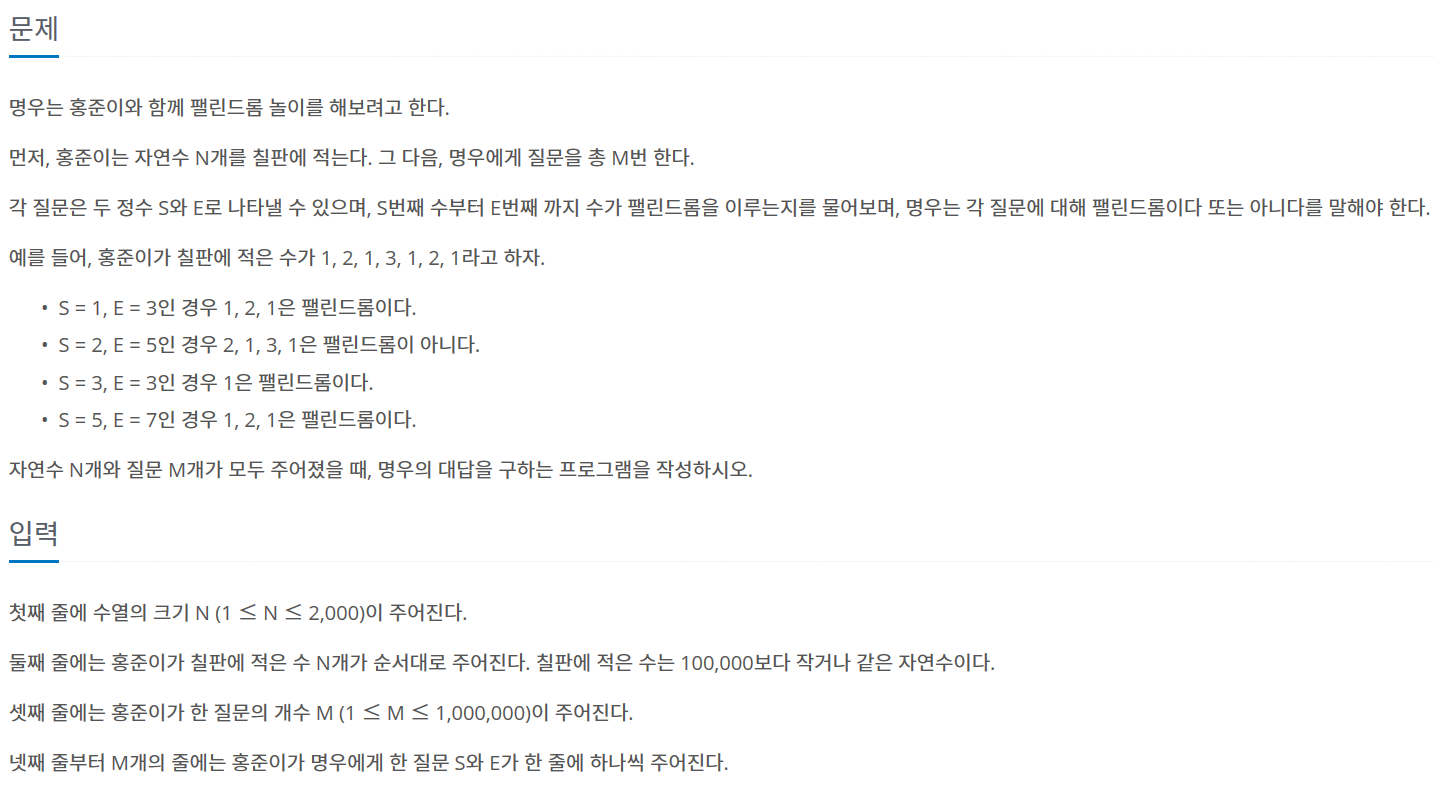 문제
명우는 홍준이와 함께 팰린드롬 놀이를 해보려고 한다.
먼저, 홍준이는 자연수 N개를 칠판에 적는다. 그 다음, 명우에게 질문을 총 M번 한다.
각 질문은 두 정수 S와 E로 나타낼 수 있으며, S번째 수부터 E번째 까지 수가 팰린드롬을 이루는지를 물어보며, 명우는 각 질문에 대해 팰린드롬이다 또는 아니다를 말해야 한다.
예를 들어, 홍준이가 칠판에 적은 수가 1, 2, 1, 3, 1, 2, 1라고 하자.
• S = 1, E = 3인 경우 1, 2, 1은 팰린드롬이다.
• S = 2, E = 5인 경우 2, 1, 3, 1은 팰린드롬이 아니다.
• S = 3, E = 3인 경우 1은 팰린드롬이다.
• S = 5, E = 7인 경우 1, 2, 1은 팰린드롬이다.
자연수 N개와 질문 M개가 모두 주어졌을 때, 명우의 대답을 구하는 프로그램을 작성하시오.
입력
첫째 줄에 수열의 크기 N (1 ≤ N ≤ 2,000)이 주어진다.
둘째 줄에는 홍준이가 칠판에 적은 수 N개가 순서대로 주어진다. 칠판에 적은 수는 100,000보다 작거나 같은 자연수이다.
셋째 줄에는 홍준이가 한 질문의 개수 M (1 ≤ M ≤ 1,000,000)이 주어진다.
넷째 줄부터 M개의 줄에는 홍준이가 명우에게 한 질문 S와 E가 한 줄에 하나씩 주어진다.